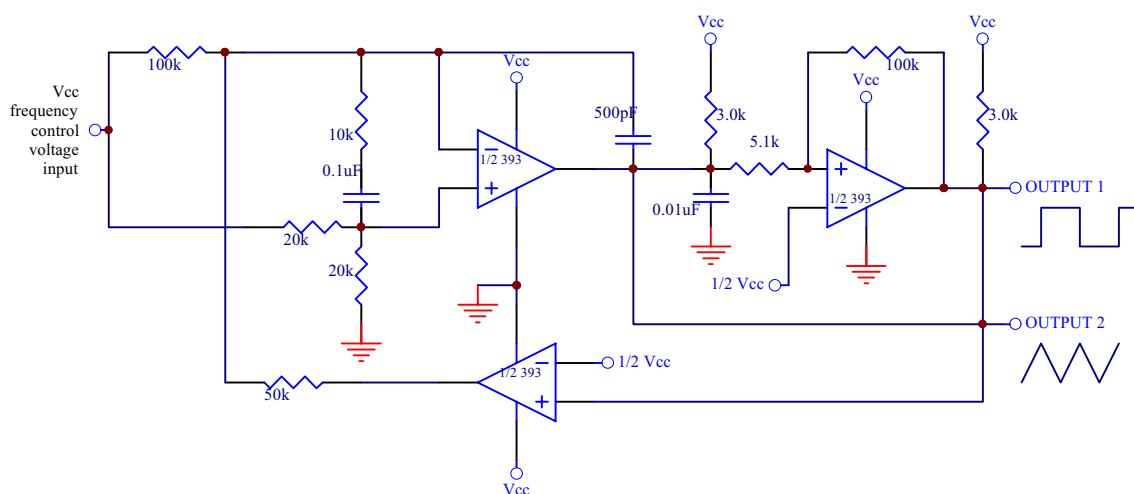 Vcc
Vcc
100k
100k
Vcc
Vcc
500pF
3.0k
3.0k
Vcc
frequency
control
voltage
input
10k
5.1k
1/2 393
0.1uF
1/2 393
OUTPUT 1
0.01uF
20k
20k
1/2 Vcc
OUTPUT 2
1/2 393
1/2 Vcc
50k
Vcc